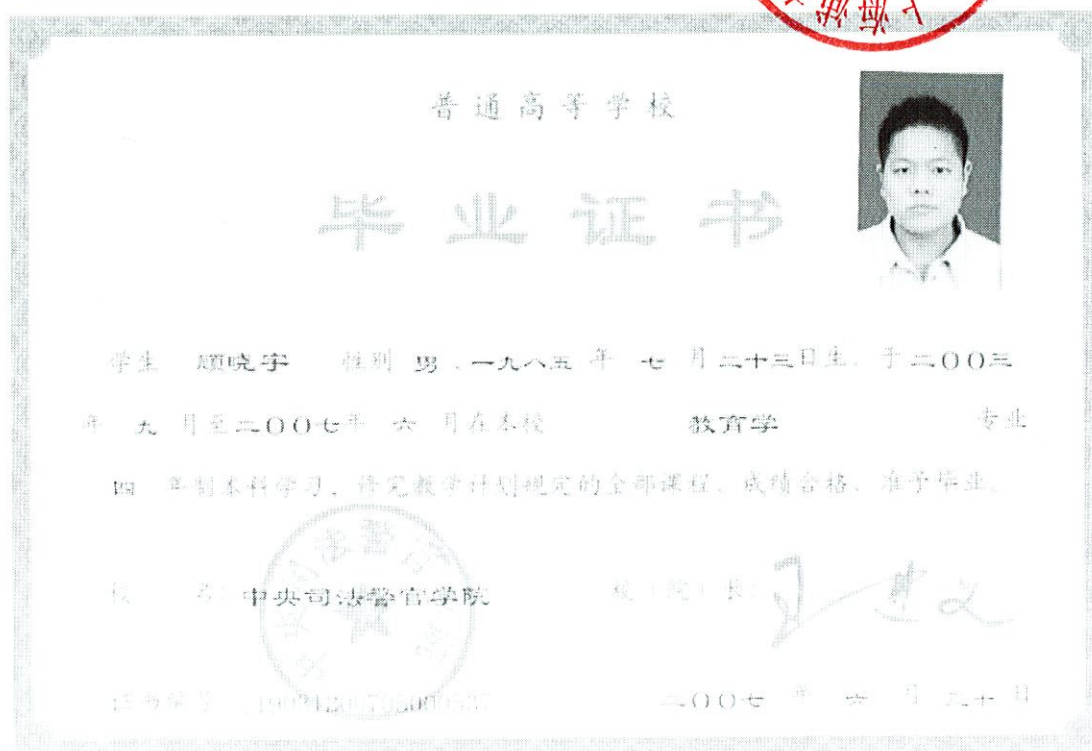 普通高等学校
毕业证书
学生 顾晓宇 性别 男，一九八五年 七 月二十三日生，于二〇〇三
年 九 月至二〇〇七年 六 月在本校 教育学 专业
四 年制本科学习，修完教学计划规定的全部课程，成绩合格，准予毕业。
校 名：中央司法警官学院 校（院）长：
证书编号：
二〇〇七 年 六 月 二十 日